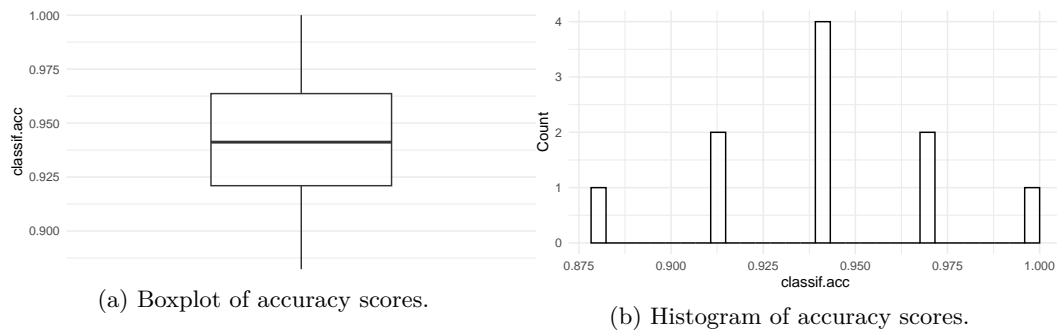 1.000
0.975
0.950
0.925
0.900
classif.acc
(a) Boxplot of accuracy scores.
4
3
2
1
0
Count
0.875 0.900 0.925 0.950 0.975 1.000
classif.acc
(b) Histogram of accuracy scores.